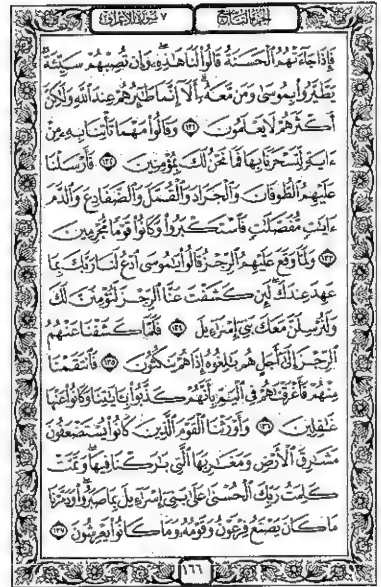 الجزء التاسع ٧ سورة الأعراف
فَإِذَا جَآءَتْهُمُ ٱلْحَسَنَةُ قَالُوا۟ لَنَا هَـٰذِهِۦ ۖ وَإِن تُصِبْهُمْ سَيِّئَةٌ
يَطَّيَّرُوا۟ بِمُوسَىٰ وَمَن مَّعَهُۥٓ ۗ أَلَآ إِنَّمَا طَـٰٓئِرُهُمْ عِندَ ٱللَّهِ وَلَـٰكِنَّ
أَكْثَرَهُمْ لَا يَعْلَمُونَ ١٣١ وَقَالُوا۟ مَهْمَا تَأْتِنَا بِهِۦ مِنْ
ءَايَةٍ لِّتَسْحَرَنَا بِهَا فَمَا نَحْنُ لَكَ بِمُؤْمِنِينَ ١٣٢ فَأَرْسَلْنَا
عَلَيْهِمُ ٱلطُّوفَانَ وَٱلْجَرَادَ وَٱلْقُمَّلَ وَٱلضَّفَادِعَ وَٱلدَّمَ
ءَايَـٰتٍ مُّفَصَّلَـٰتٍ فَٱسْتَكْبَرُوا۟ وَكَانُوا۟ قَوْمًا مُّجْرِمِينَ
١٣٣ وَلَمَّا وَقَعَ عَلَيْهِمُ ٱلرِّجْزُ قَالُوا۟ يَـٰمُوسَى ٱدْعُ لَنَا رَبَّكَ بِمَا
عَهِدَ عِندَكَ ۖ لَئِن كَشَفْتَ عَنَّا ٱلرِّجْزَ لَنُؤْمِنَنَّ لَكَ
وَلَنُرْسِلَنَّ مَعَكَ بَنِىٓ إِسْرَٰٓءِيلَ ١٣٤ فَلَمَّا كَشَفْنَا عَنْهُمُ
ٱلرِّجْزَ إِلَىٰٓ أَجَلٍ هُم بَـٰلِغُوهُ إِذَا هُمْ يَنكُثُونَ ١٣٥ فَٱنتَقَمْنَا
مِنْهُمْ فَأَغْرَقْنَـٰهُمْ فِى ٱلْيَمِّ بِأَنَّهُمْ كَذَّبُوا۟ بِـَٔايَـٰتِنَا وَكَانُوا۟ عَنْهَا
غَـٰفِلِينَ ١٣٦ وَأَوْرَثْنَا ٱلْقَوْمَ ٱلَّذِينَ كَانُوا۟ يُسْتَضْعَفُونَ
مَشَـٰرِقَ ٱلْأَرْضِ وَمَغَـٰرِبَهَا ٱلَّتِى بَـٰرَكْنَا فِيهَا ۖ وَتَمَّتْ
كَلِمَتُ رَبِّكَ ٱلْحُسْنَىٰ عَلَىٰ بَنِىٓ إِسْرَٰٓءِيلَ بِمَا صَبَرُوا۟ ۖ وَدَمَّرْنَا
مَا كَانَ يَصْنَعُ فِرْعَوْنُ وَقَوْمُهُۥ وَمَا كَانُوا۟ يَعْرِشُونَ ١٣٧
١٦٦